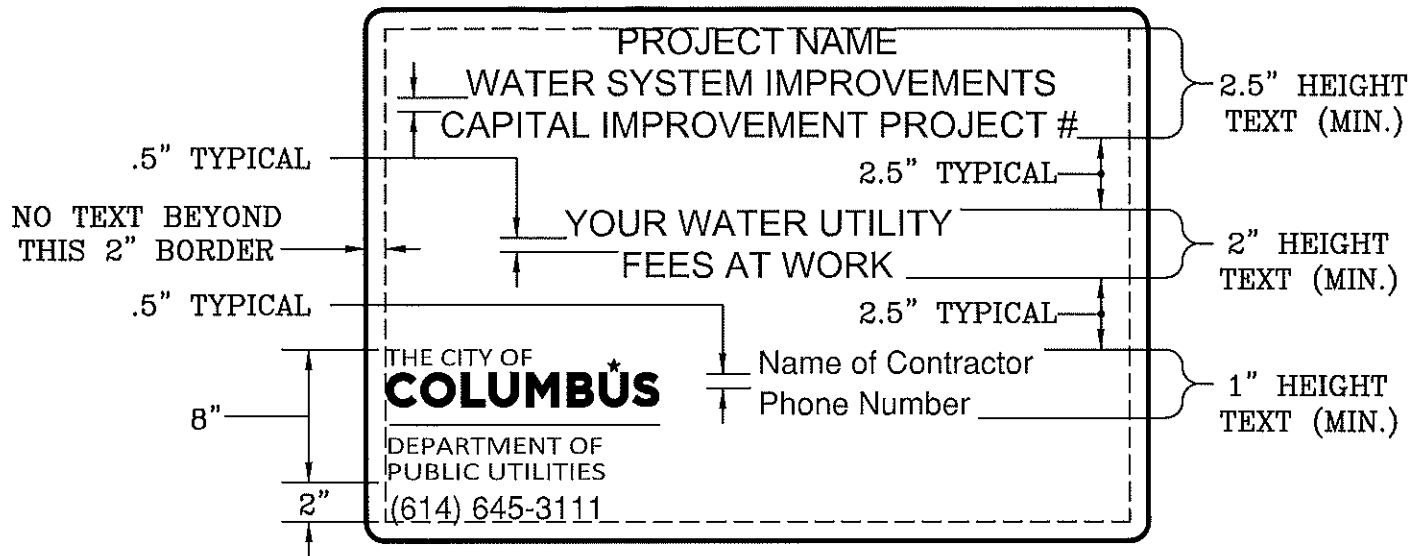 PROJECT NAME
WATER SYSTEM IMPROVEMENTS
CAPITAL IMPROVEMENT PROJECT #
2.5" HEIGHT
TEXT (MIN.)
.5" TYPICAL
2.5" TYPICAL
NO TEXT BEYOND
THIS 2" BORDER
YOUR WATER UTILITY
FEES AT WORK
2" HEIGHT
TEXT (MIN.)
.5" TYPICAL
2.5" TYPICAL
THE CITY OF
COLUMBUS
Name of Contractor
Phone Number
1" HEIGHT
TEXT (MIN.)
8"
DEPARTMENT OF
PUBLIC UTILITIES
2"
(614) 645-3111